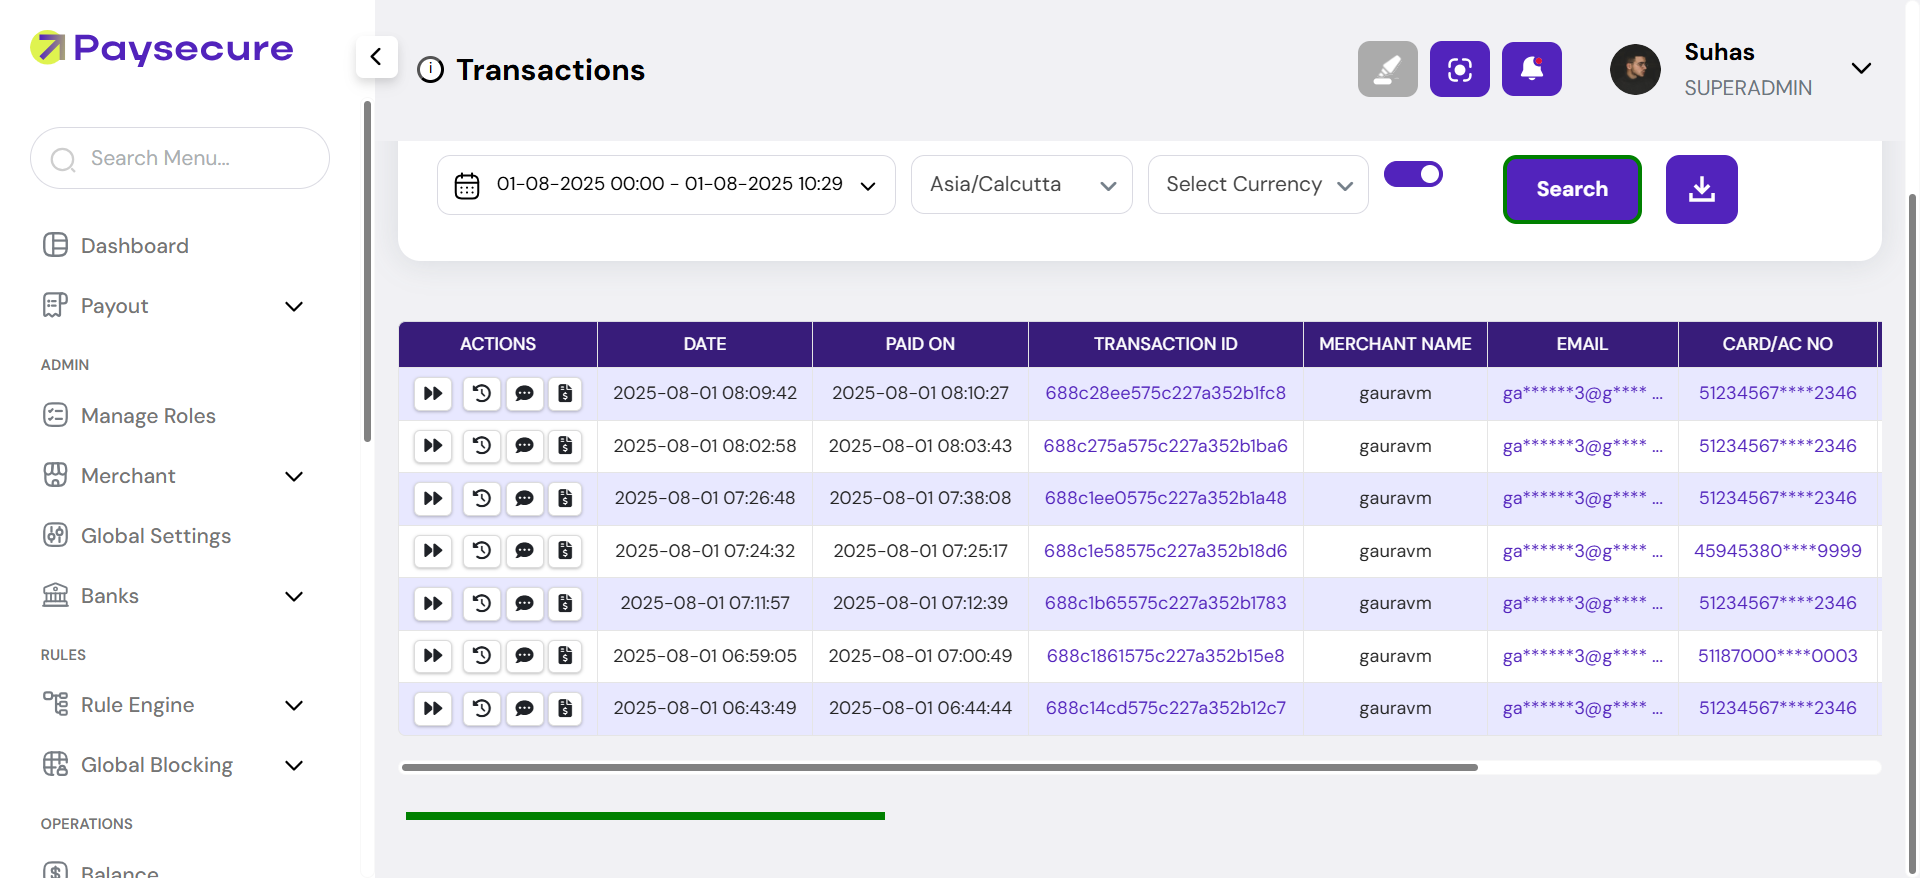 Paysecure
Transactions
Suhas
SUPERADMIN
Search Menu...
01-08-2025 00:00 - 01-08-2025 10:29
Asia/Calcutta
Select Currency
Search
Dashboard
Payout
ADMIN
Manage Roles
Merchant
Global Settings
Banks
RULES
Rule Engine
Global Blocking
OPERATIONS
Balance
ACTIONS DATE PAID ON TRANSACTION ID MERCHANT NAME EMAIL CARD/AC NO
2025-08-01 08:09:42 2025-08-01 08:10:27 688c28ee575c227a352b1fc8 gauravm ga******3@g**** ... 51234567****2346
2025-08-01 08:02:58 2025-08-01 08:03:43 688c275a575c227a352b1ba6 gauravm ga******3@g**** ... 51234567****2346
2025-08-01 07:26:48 2025-08-01 07:38:08 688c1ee0575c227a352b1a48 gauravm ga******3@g**** ... 51234567****2346
2025-08-01 07:24:32 2025-08-01 07:25:17 688c1e58575c227a352b18d6 gauravm ga******3@g**** ... 45945380****9999
2025-08-01 07:11:57 2025-08-01 07:12:39 688c1b65575c227a352b1783 gauravm ga******3@g**** ... 51234567****2346
2025-08-01 06:59:05 2025-08-01 07:00:49 688c1861575c227a352b15e8 gauravm ga******3@g**** ... 51187000****0003
2025-08-01 06:43:49 2025-08-01 06:44:44 688c14cd575c227a352b12c7 gauravm ga******3@g**** ... 51234567****2346